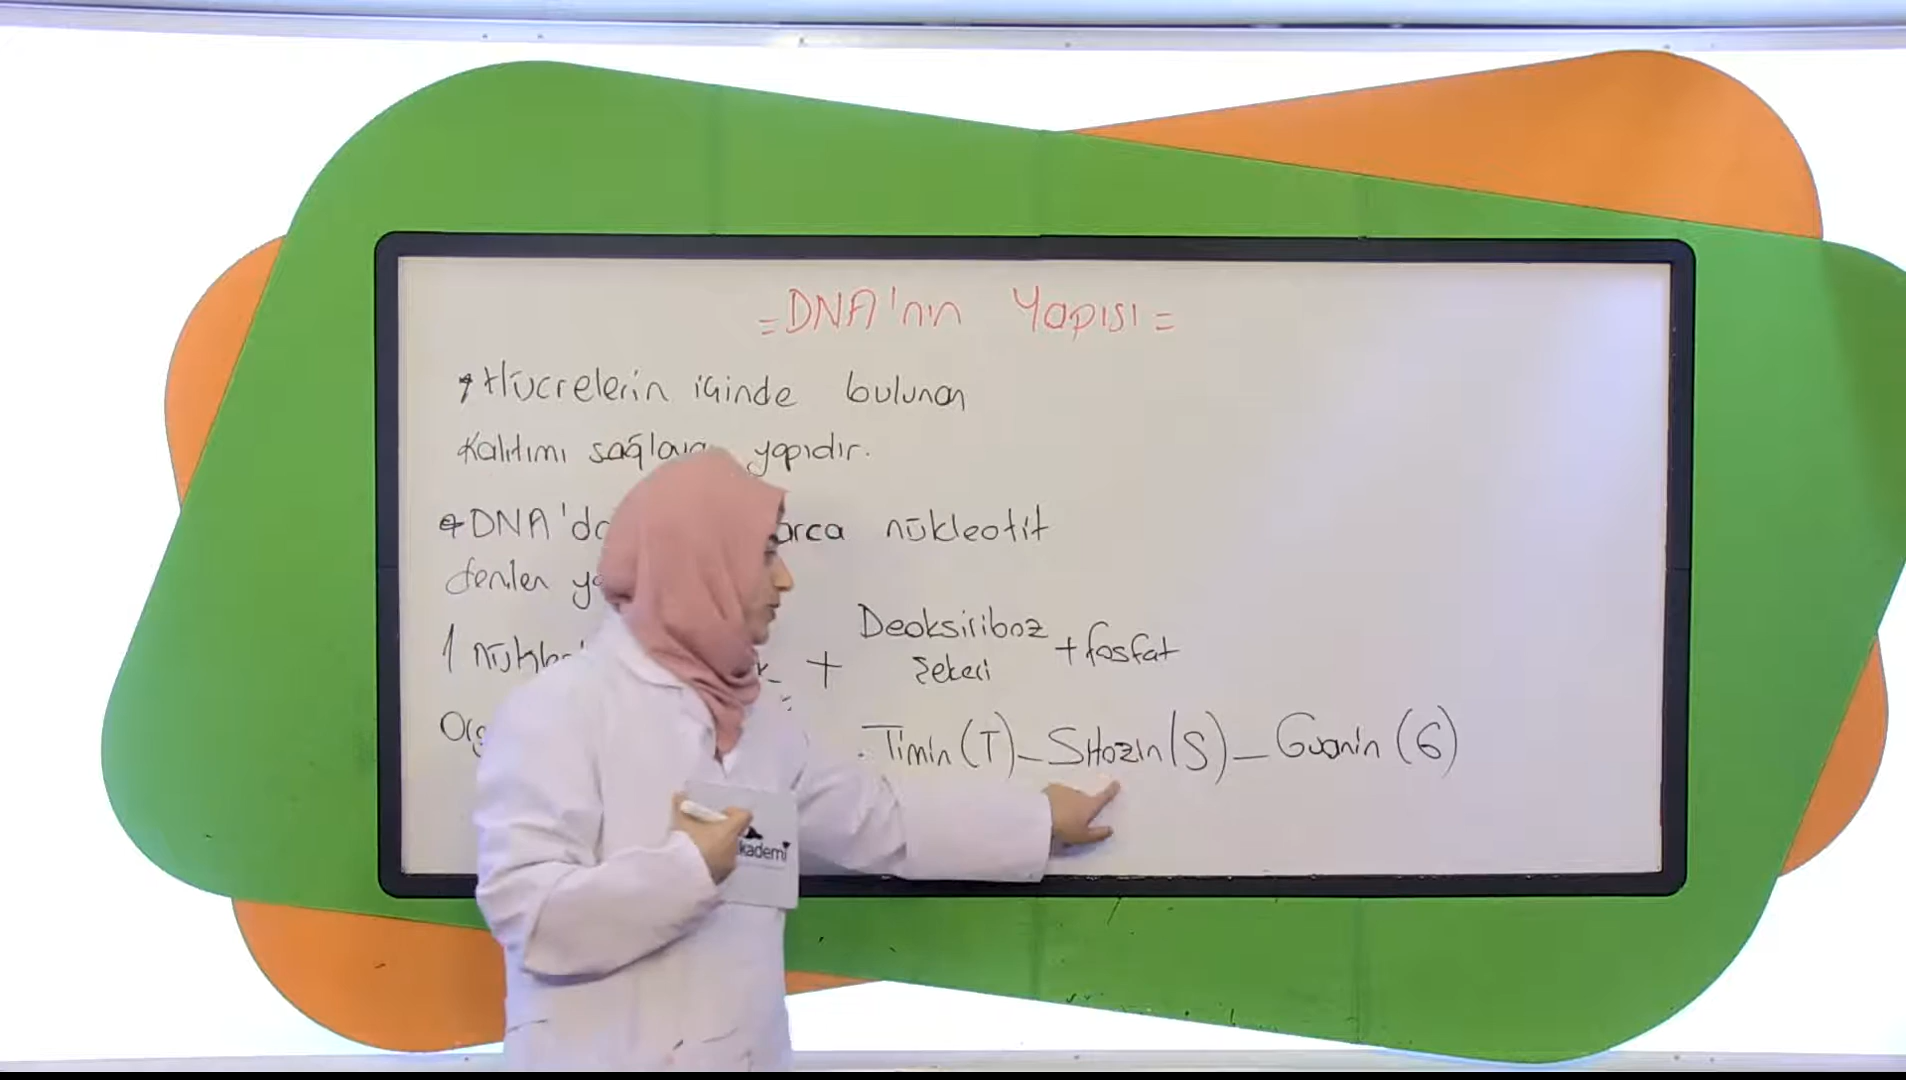 =DNA'nın Yapısı=
Hücrelerin içinde bulunan
Kalıtımı sağlayan yapıdır.
DNA'da nükleotit
denilen
1 + Deoksiriboz şekeri + fosfat
Timin (T) - Sitozin (S) - Guanin (G)
kademi